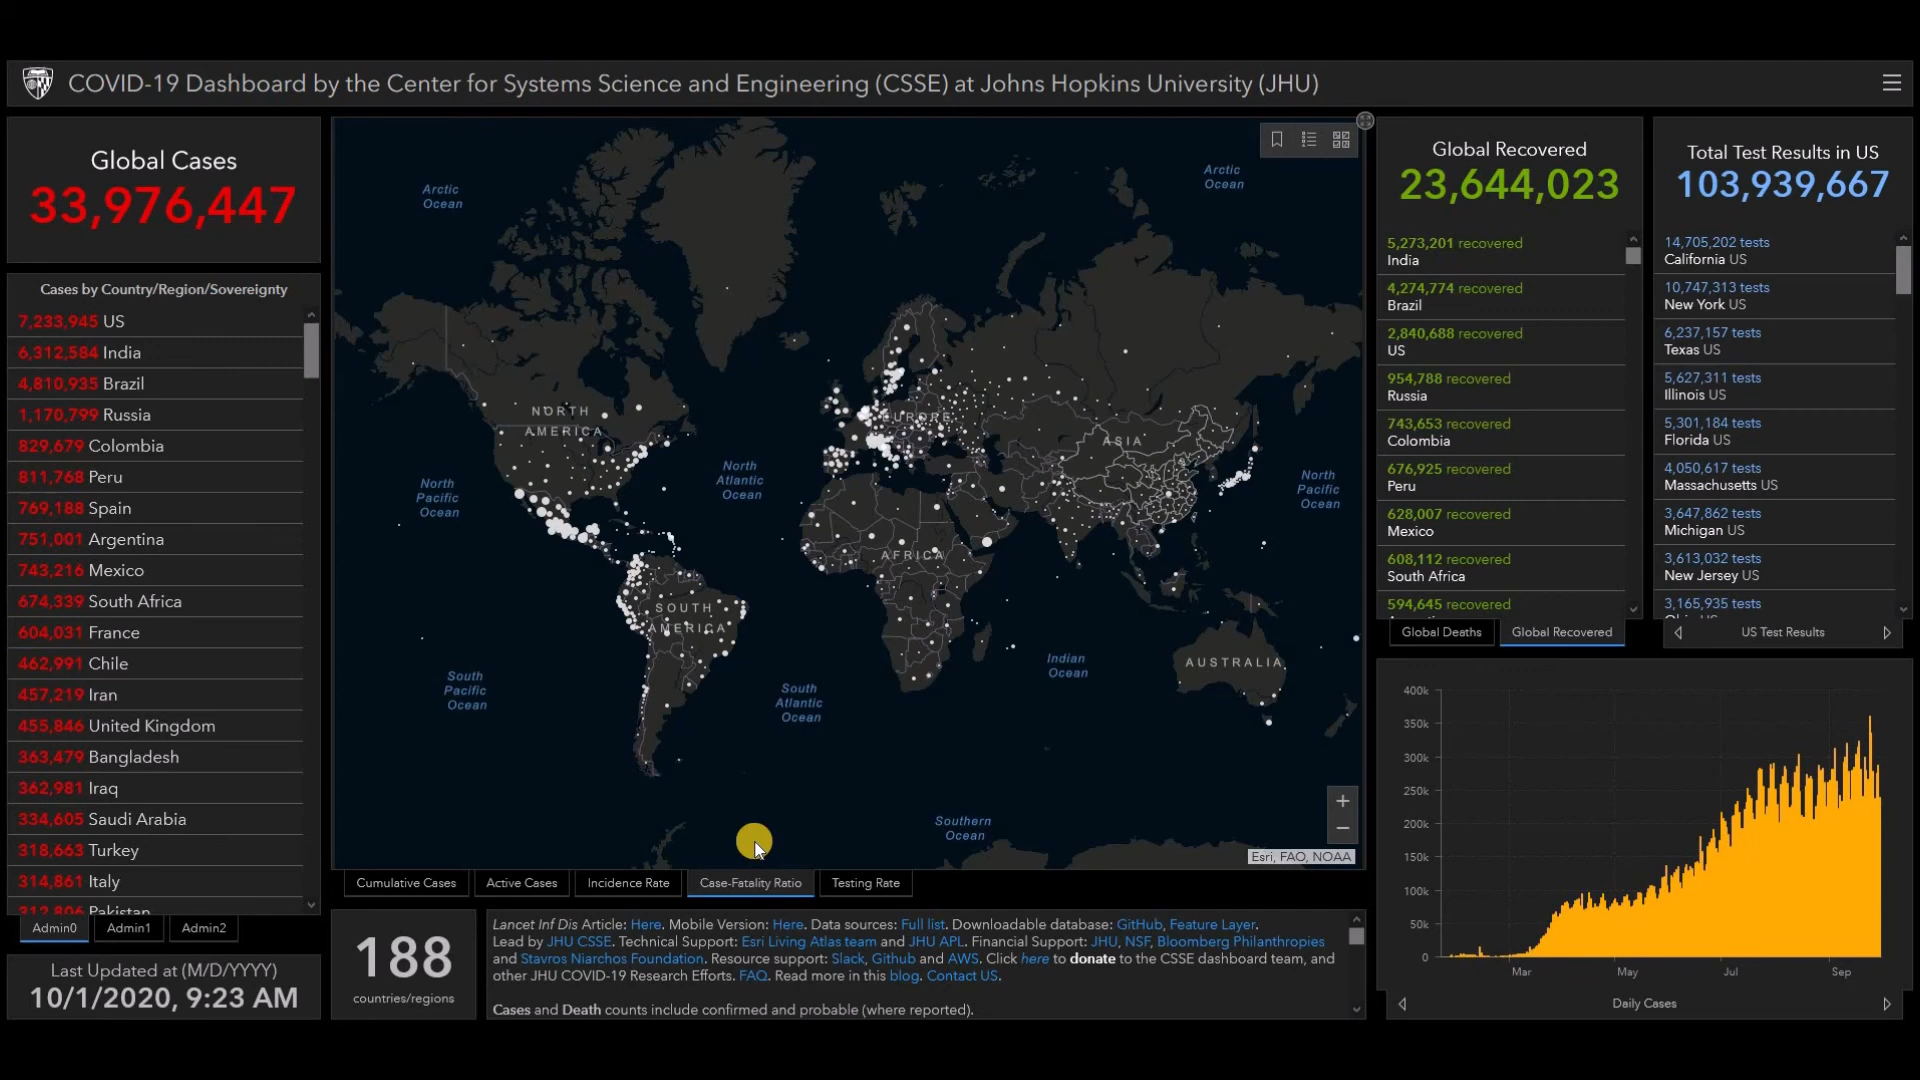 COVID-19 Dashboard by the Center for Systems Science and Engineering (CSSE) at Johns Hopkins University (JHU)
Global Cases
33,976,447
Cases by Country/Region/Sovereignty
7,233,945 US
6,312,584 India
4,810,935 Brazil
1,170,799 Russia
829,679 Colombia
811,768 Peru
769,188 Spain
751,001 Argentina
743,216 Mexico
674,339 South Africa
604,031 France
462,991 Chile
457,219 Iran
455,846 United Kingdom
363,479 Bangladesh
362,981 Iraq
334,605 Saudi Arabia
318,663 Turkey
314,861 Italy
312,806 Pakistan
Admin0
Admin1
Admin2
Last Updated at (M/D/YYYY)
10/1/2020, 9:23 AM
Arctic
Ocean
Arctic
Ocean
NORTH
AMERICA
EUROPE
ASIA
North
Pacific
Ocean
North
Atlantic
Ocean
North
Pacific
Ocean
AFRICA
SOUTH
AMERICA
AUSTRALIA
South
Pacific
Ocean
South
Atlantic
Ocean
Indian
Ocean
Southern
Ocean
+
−
Esri, FAO, NOAA
Cumulative Cases
Active Cases
Incidence Rate
Case-Fatality Ratio
Testing Rate
188
countries/regions
Lancet Inf Dis Article: Here. Mobile Version: Here. Data sources: Full list. Downloadable database: GitHub, Feature Layer.
Lead by JHU CSSE. Technical Support: Esri Living Atlas team and JHU APL. Financial Support: JHU, NSF, Bloomberg Philanthropies
and Stavros Niarchos Foundation. Resource support: Slack, Github and AWS. Click here to donate to the CSSE dashboard team, and
other JHU COVID-19 Research Efforts. FAQ. Read more in this blog. Contact US.
Cases and Death counts include confirmed and probable (where reported).
Global Recovered
23,644,023
5,273,201 recovered
India
4,274,774 recovered
Brazil
2,840,688 recovered
US
954,788 recovered
Russia
743,653 recovered
Colombia
676,925 recovered
Peru
628,007 recovered
Mexico
608,112 recovered
South Africa
594,645 recovered
Global Deaths
Global Recovered
Total Test Results in US
103,939,667
14,705,202 tests
California US
10,747,313 tests
New York US
6,237,157 tests
Texas US
5,627,311 tests
Illinois US
5,301,184 tests
Florida US
4,050,617 tests
Massachusetts US
3,647,862 tests
Michigan US
3,613,032 tests
New Jersey US
3,165,935 tests
US Test Results
400k
350k
300k
250k
200k
150k
100k
50k
0
Mar
May
Jul
Sep
Daily Cases